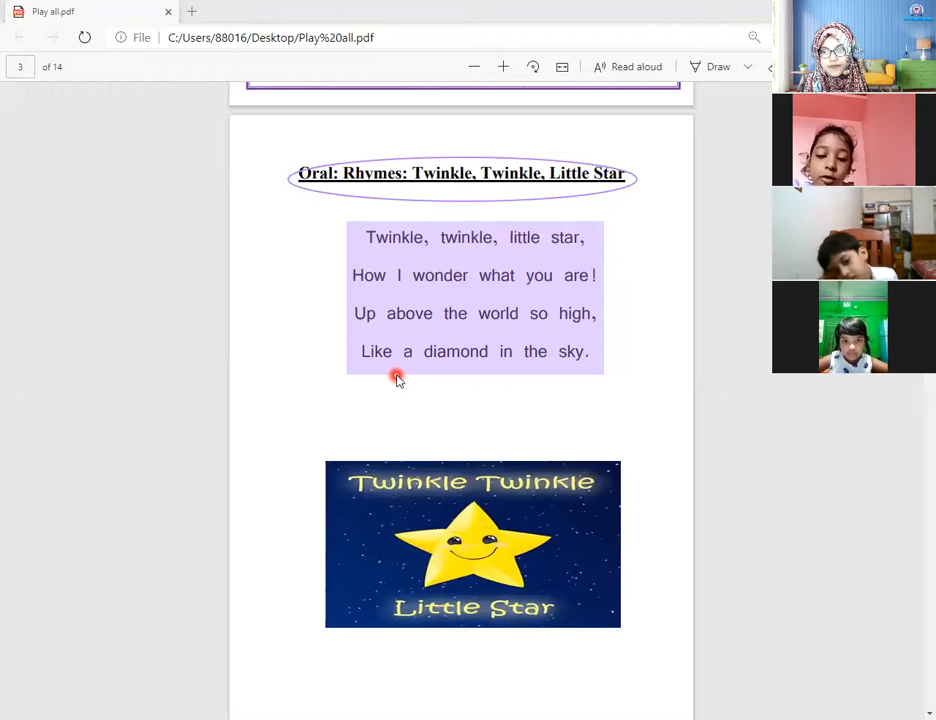 Play all.pdf
File C:/Users/88016/Desktop/Play%20all.pdf
3 of 14
Read aloud
Draw
Oral: Rhymes: Twinkle, Twinkle, Little Star
Twinkle, twinkle, little star,
How I wonder what you are!
Up above the world so high,
Like a diamond in the sky.
Twinkle Twinkle
Little Star